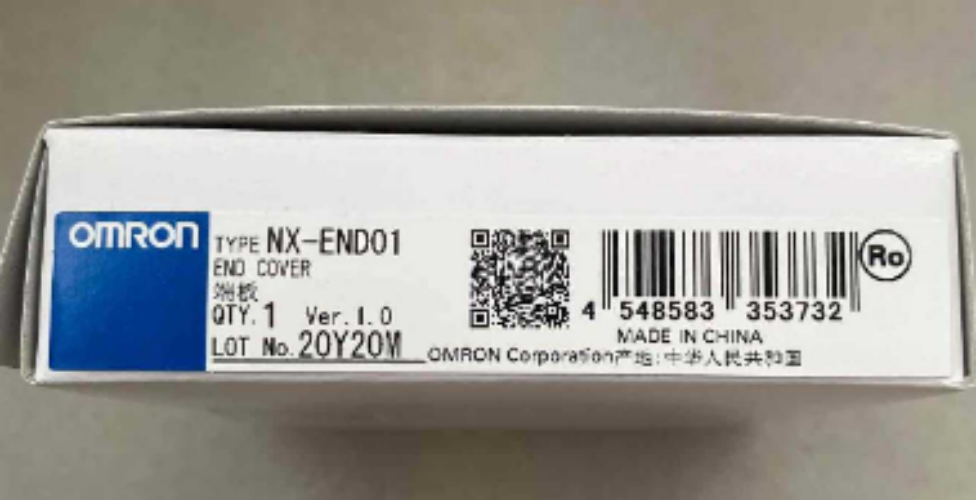 OMRON
TYPE NX-END01
END COVER
端板
QTY. 1 Ver.1.0
LOT No. 20Y20M
4 548583 353732
MADE IN CHINA
OMRON Corporation产地:中华人民共和国
Ro